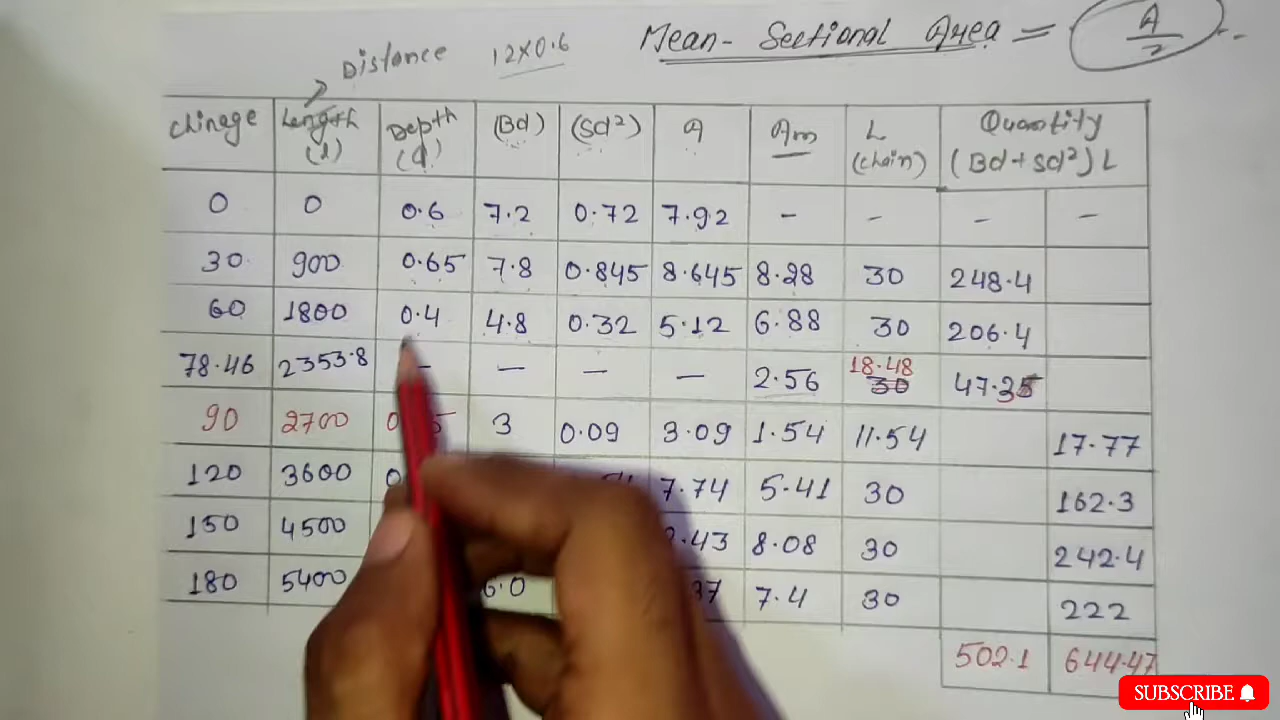 Distance 12×0.6 Mean- Sectional Area = A/2
chinage Length (l) Depth (d) (Bd) (Sd²) A Am L (chain) Quantity (Bd+Sd²)L
0 0 0.6 7.2 0.72 7.92 - - - -
30 900 0.65 7.8 0.845 8.645 8.28 30 248.4
60 1800 0.4 4.8 0.32 5.12 6.88 30 206.4
78.46 2353.8 - - - - 2.56 18.48 30 47.35
90 2700 3 0.09 3.09 1.54 11.54 17.77
120 3600 7.74 5.41 30 162.3
150 4500 .43 8.08 30 242.4
180 5400 6.0 37 7.4 30 222
502.1 644.47
SUBSCRIBE